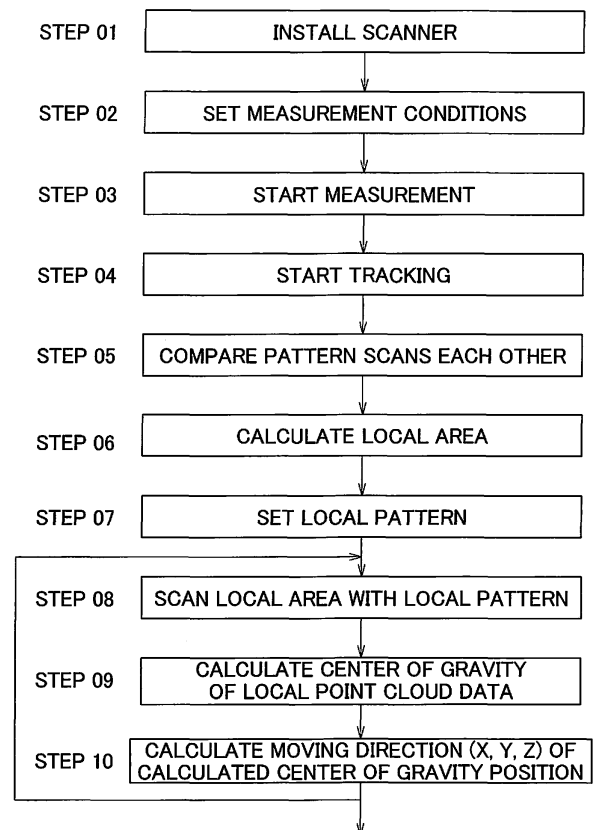 STEP 01
INSTALL SCANNER
STEP 02
SET MEASUREMENT CONDITIONS
STEP 03
START MEASUREMENT
STEP 04
START TRACKING
STEP 05
COMPARE PATTERN SCANS EACH OTHER
STEP 06
CALCULATE LOCAL AREA
STEP 07
SET LOCAL PATTERN
STEP 08
SCAN LOCAL AREA WITH LOCAL PATTERN
STEP 09
CALCULATE CENTER OF GRAVITY
OF LOCAL POINT CLOUD DATA
STEP 10
CALCULATE MOVING DIRECTION (X, Y, Z) OF
CALCULATED CENTER OF GRAVITY POSITION